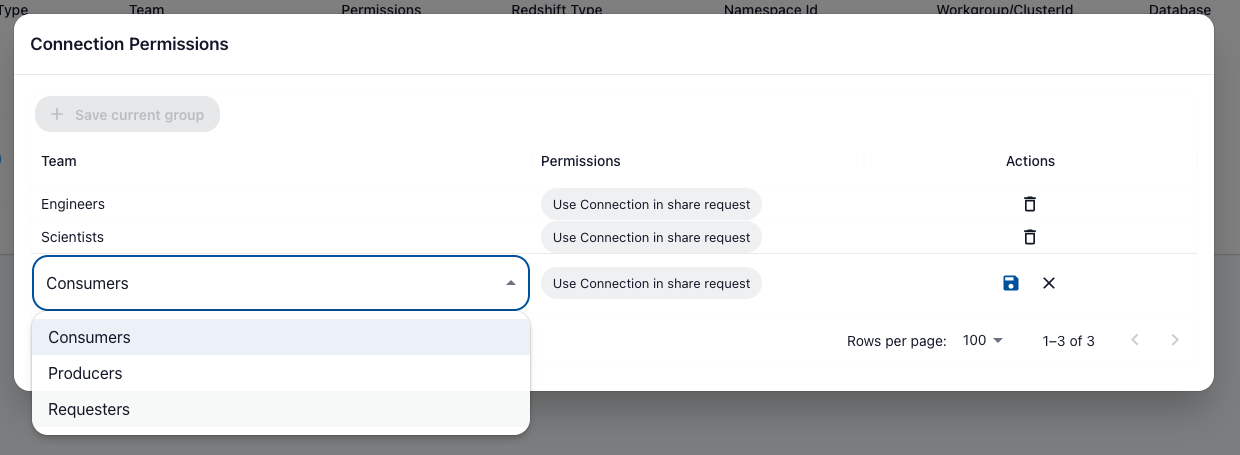 Type Team Permissions Redshift Type Namespace Id Workgroup/ClusterId Database
Connection Permissions
+ Save current group
Team Permissions Actions
Engineers Use Connection in share request
Scientists Use Connection in share request
Consumers Use Connection in share request
Consumers
Producers
Requesters
Rows per page: 100 1–3 of 3